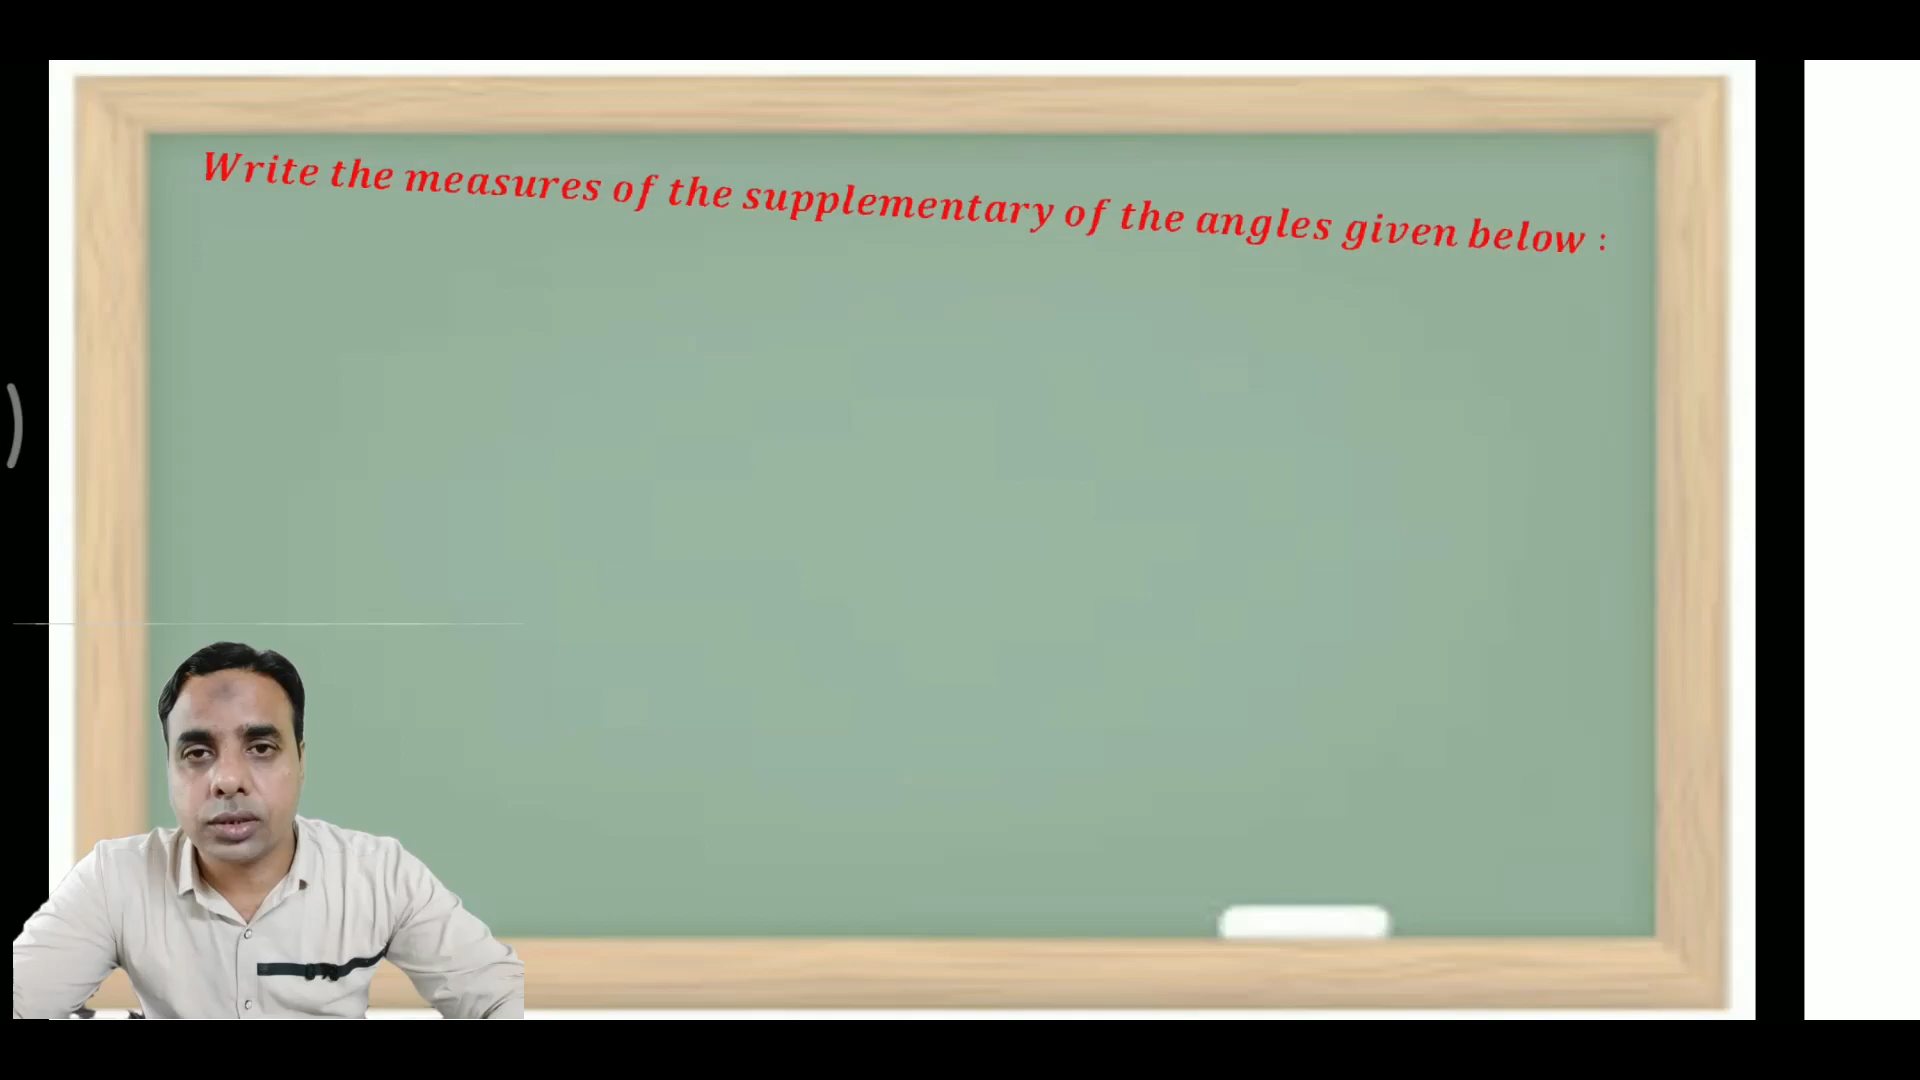 Write the measures of the supplementary of the angles given below :